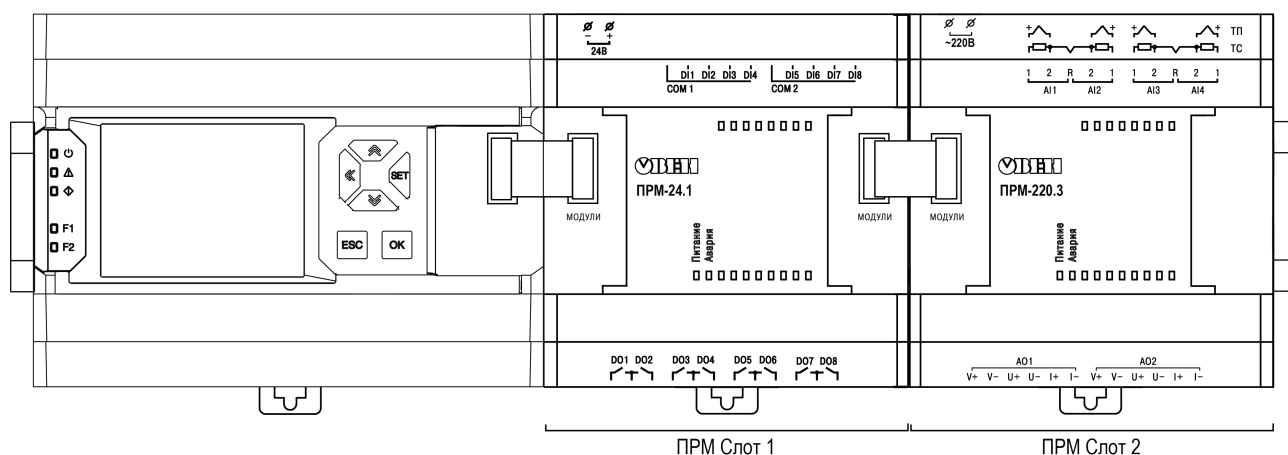 - +
24В
DI1 DI2 DI3 DI4
COM 1
DI5 DI6 DI7 DI8
COM 2
~220В
+ + + + ТП
ТС
1 2 R 2 1
AI1 AI2
1 2 R 2 1
AI3 AI4
F1
F2
SET
ESC
OK
МОДУЛИ
ОВЕН
ПРМ-24.1
Питание
Авария
МОДУЛИ
МОДУЛИ
ОВЕН
ПРМ-220.3
Питание
Авария
DO1 DO2 DO3 DO4 DO5 DO6 DO7 DO8
AO1 AO2
V+ V- U+ U- I+ I- V+ V- U+ U- I+ I-
ПРМ Слот 1
ПРМ Слот 2